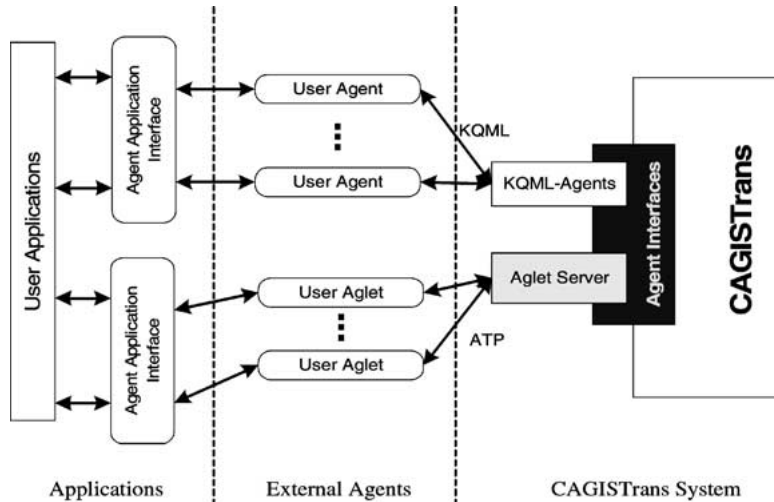 User Applications
Agent Application
Interface
Agent Application
Interface
User Agent
User Agent
User Aglet
User Aglet
KQML
ATP
KQML-Agents
Aglet Server
Agent Interfaces
CAGISTrans
Applications
External Agents
CAGISTrans System